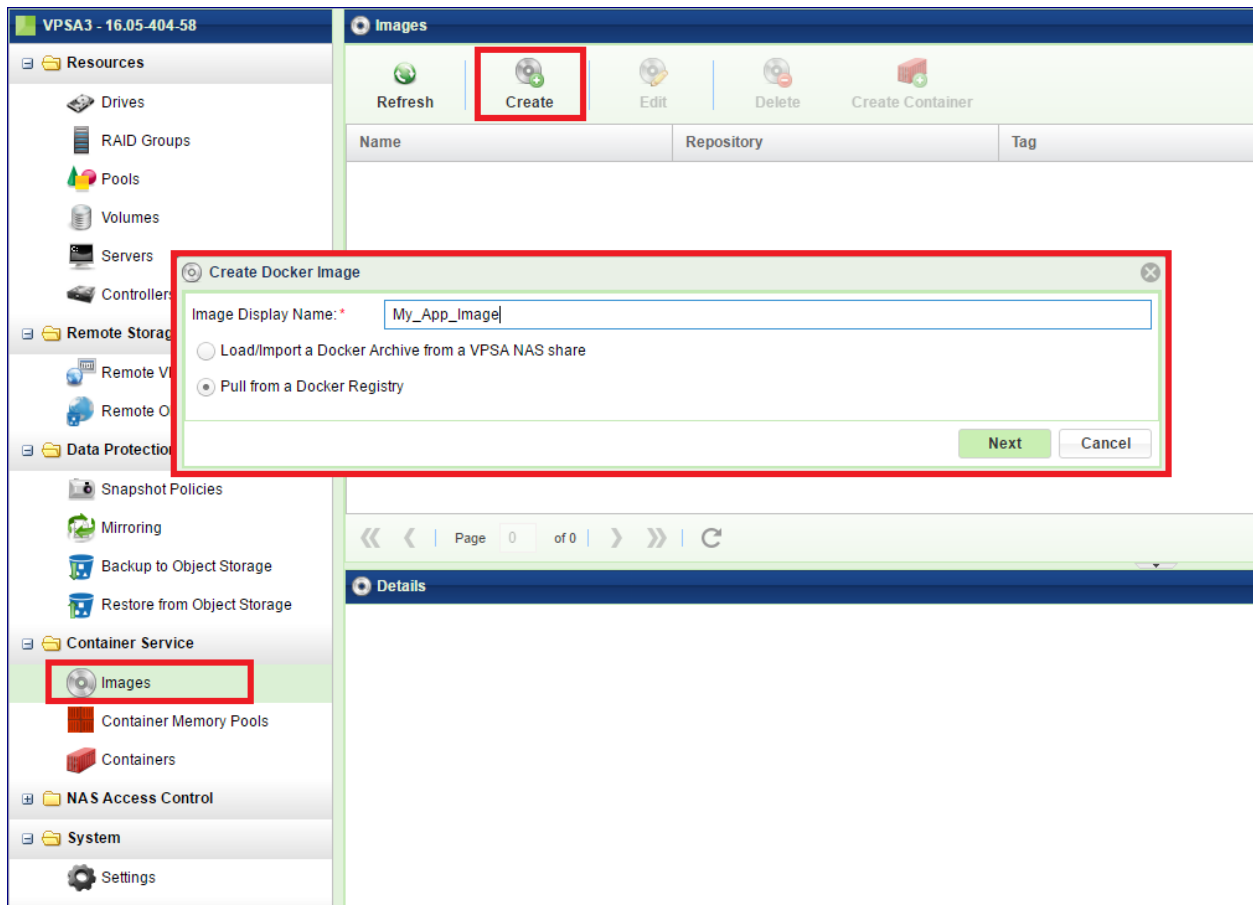 VPSA3 - 16.05-404-58
Resources
Drives
RAID Groups
Pools
Volumes
Servers
Controllers
Remote Storag
Remote
Remote
Data Protection
Snapshot Policies
Mirroring
Backup to Object Storage
Restore from Object Storage
Container Service
Images
Container Memory Pools
Containers
NAS Access Control
System
Settings
Images
Refresh Create Edit Delete Create Container
Name Repository Tag
Create Docker Image
Image Display Name:* My_App_Image
Load/Import a Docker Archive from a VPSA NAS share
Pull from a Docker Registry
Next Cancel
Page 0 of 0
Details